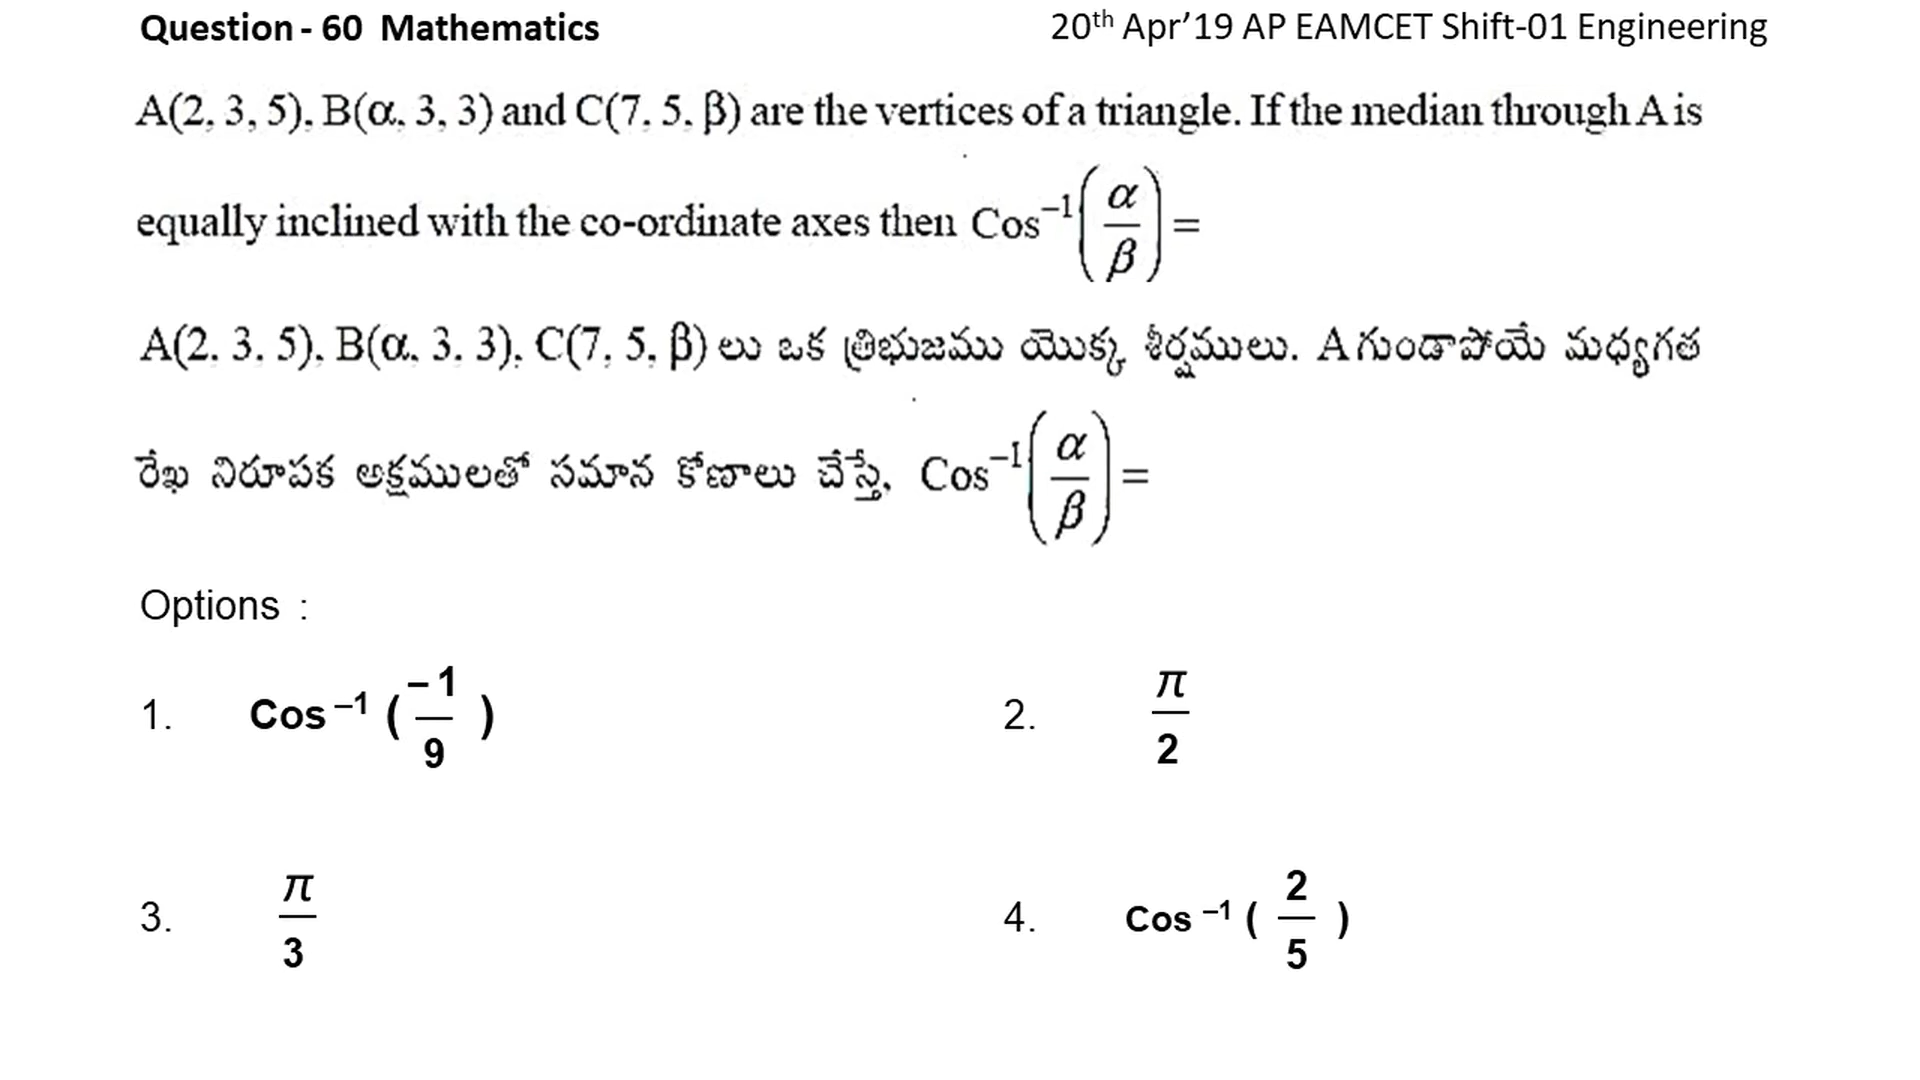 Question - 60 Mathematics 20th Apr’19 AP EAMCET Shift-01 Engineering
A(2, 3, 5), B(α, 3, 3) and C(7, 5, β) are the vertices of a triangle. If the median through A is
equally inclined with the co-ordinate axes then Cos⁻¹(α/β) =
A(2, 3, 5), B(α, 3, 3), C(7, 5, β) లు ఒక త్రిభుజము యొక్క శీర్షములు. A గుండాపోయే మధ్యగత
రేఖ నిరూపక అక్షములతో సమాన కోణాలు చేస్తే, Cos⁻¹(α/β) =
Options :
1. Cos⁻¹ (−1/9) 2. π/2
3. π/3 4. Cos⁻¹ (2/5)